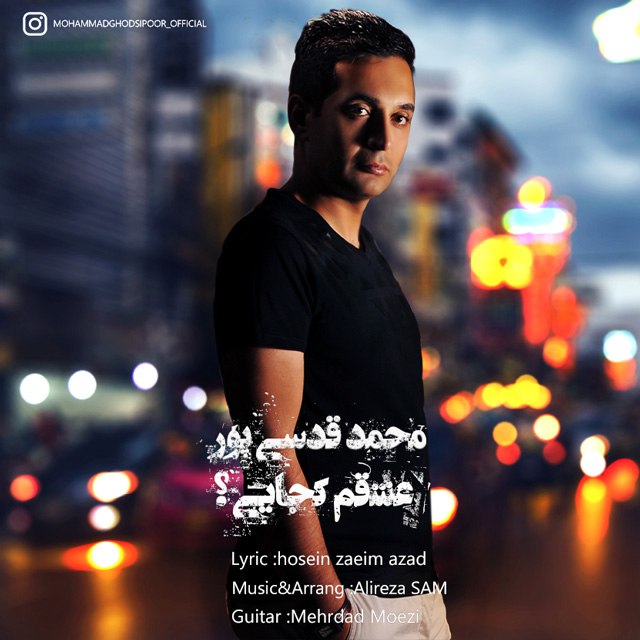 MOHAMMADGHODSIPOOR_OFFICIAL
محمد قدسی پور
عشقم کجایی ؟
Lyric :hosein zaeim azad
Music&Arrang :Alireza SAM
Guitar :Mehrdad Moezi